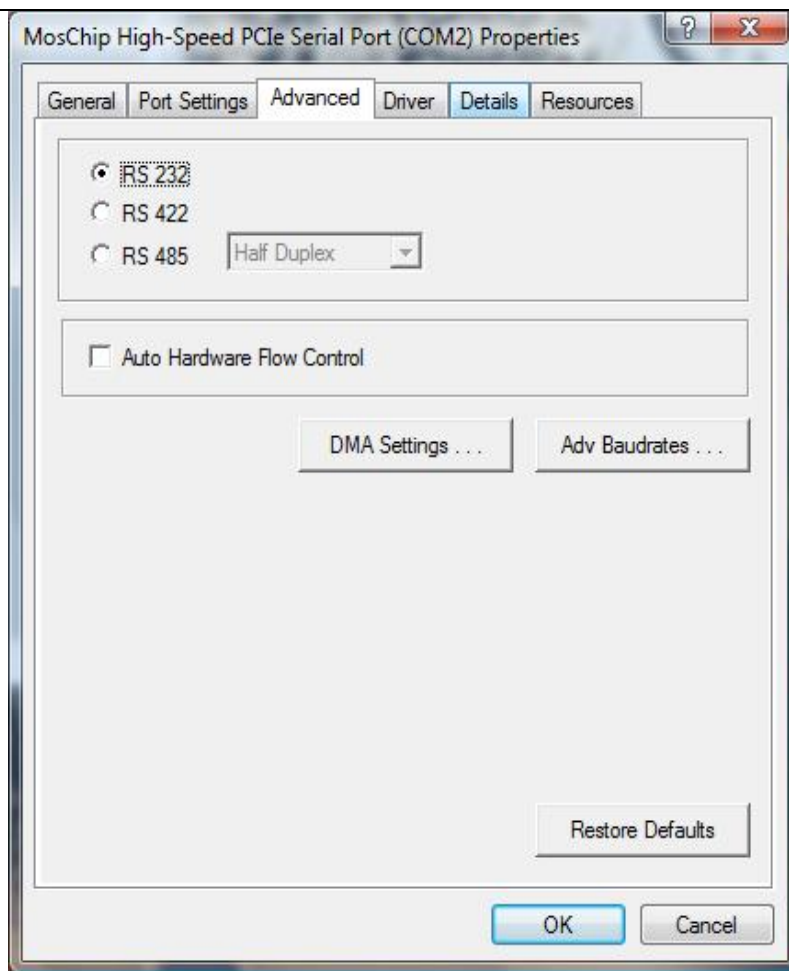 MosChip High-Speed PCIe Serial Port (COM2) Properties
? X
General Port Settings Advanced Driver Details Resources
RS 232
RS 422
RS 485 Half Duplex
Auto Hardware Flow Control
DMA Settings . . . Adv Baudrates . . .
Restore Defaults
OK Cancel